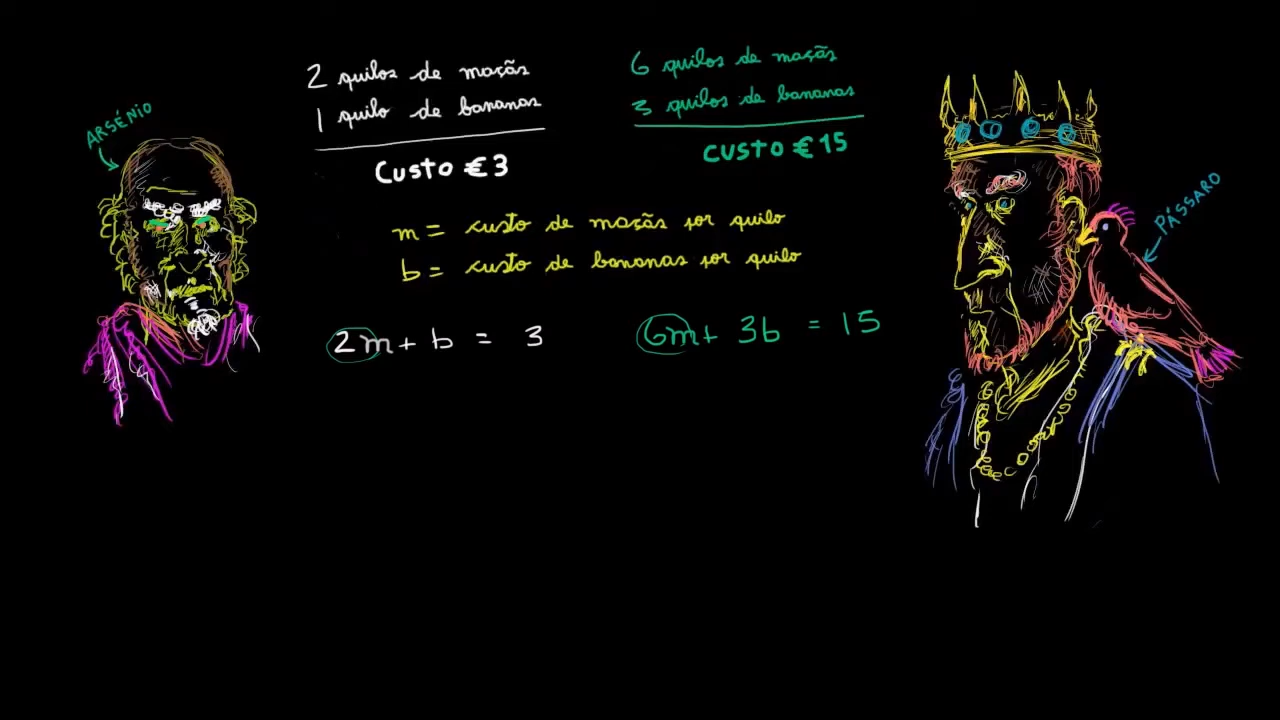 ARSÉNIO
2 quilos de maçãs
1 quilo de bananas
CUSTO € 3
6 quilos de maçãs
3 quilos de bananas
CUSTO € 15
m = custo de maçãs por quilo
b = custo de bananas por quilo
2m + b = 3
6m + 3b = 15
PÁSSARO